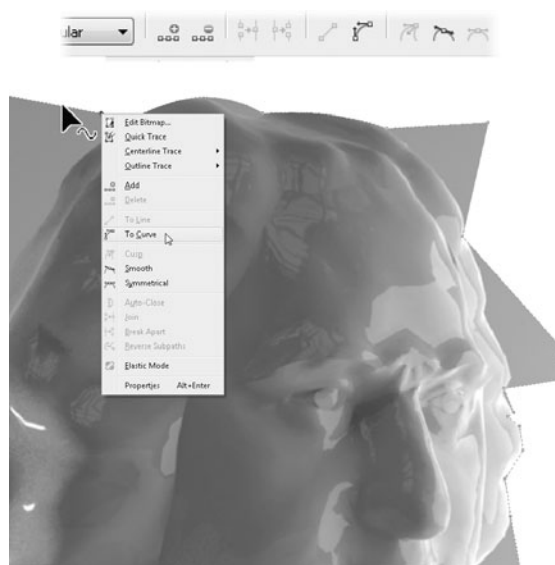 ular
Edit Bitmap...
Quick Trace
Centerline Trace
Outline Trace
Add
Delete
To Line
To Curve
Cusp
Smooth
Symmetrical
Auto-Close
Join
Break Apart
Reverse Subpaths
Elastic Mode
Properties Alt+Enter